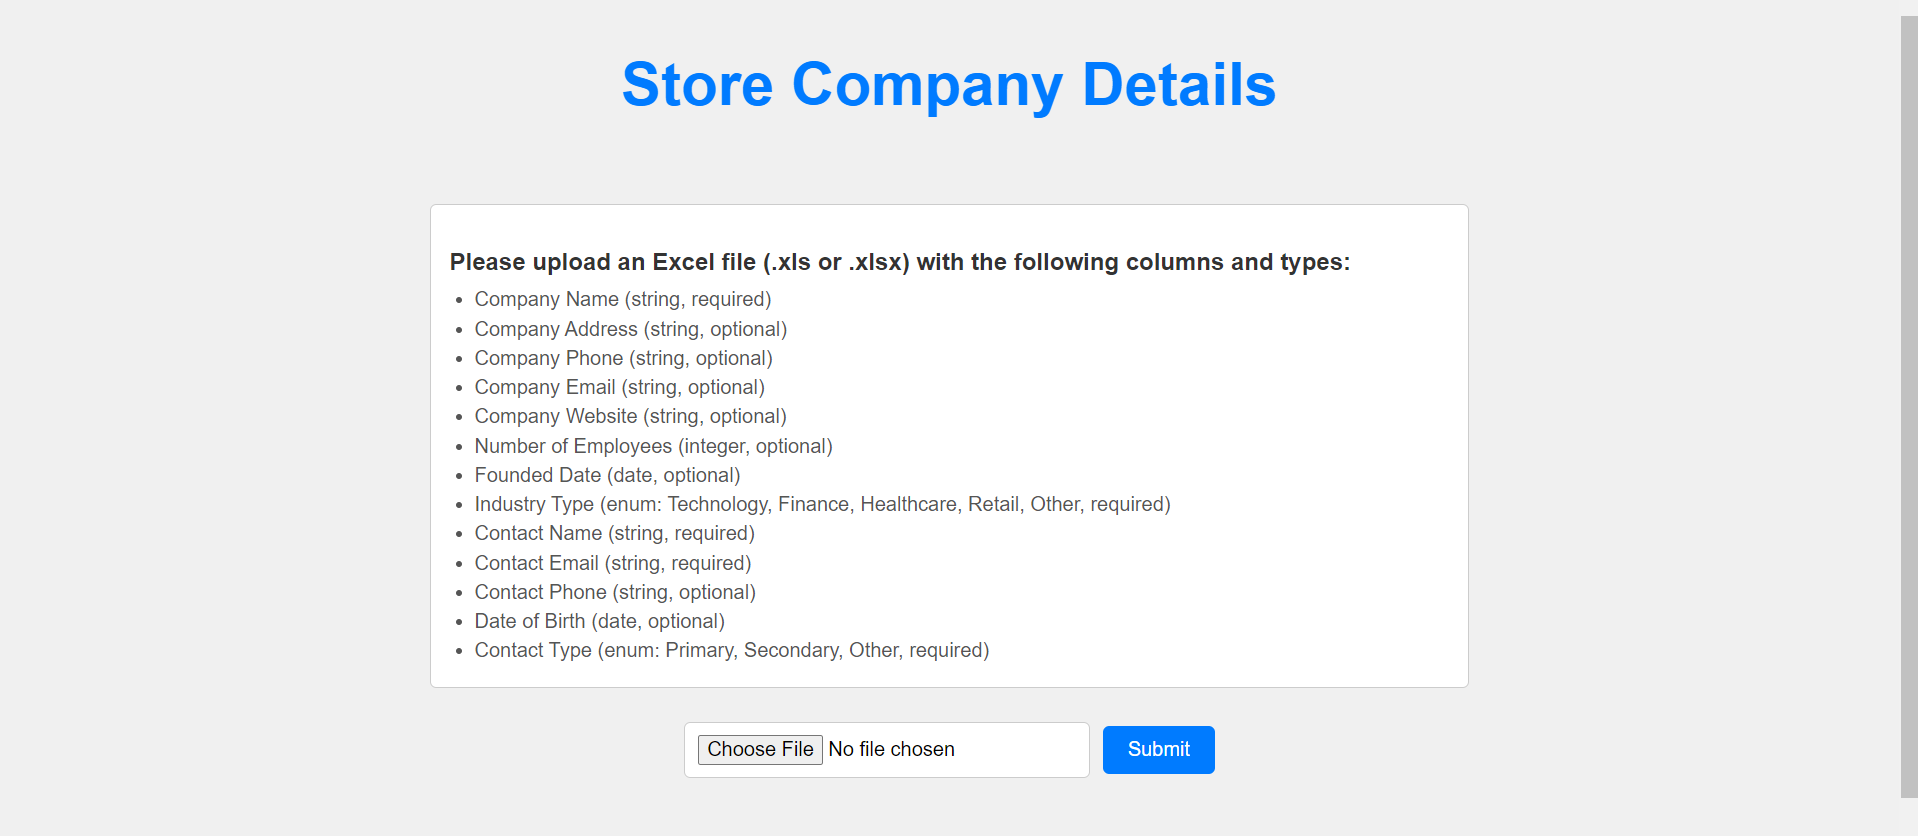 Store Company Details
Please upload an Excel file (.xls or .xlsx) with the following columns and types:
Company Name (string, required)
Company Address (string, optional)
Company Phone (string, optional)
Company Email (string, optional)
Company Website (string, optional)
Number of Employees (integer, optional)
Founded Date (date, optional)
Industry Type (enum: Technology, Finance, Healthcare, Retail, Other, required)
Contact Name (string, required)
Contact Email (string, required)
Contact Phone (string, optional)
Date of Birth (date, optional)
Contact Type (enum: Primary, Secondary, Other, required)
Choose File No file chosen Submit